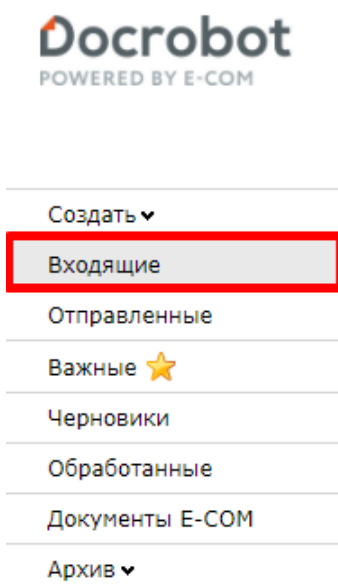 Docrobot
POWERED BY E-COM
Создать
Входящие
Отправленные
Важные
Черновики
Обработанные
Документы E-COM
Архив